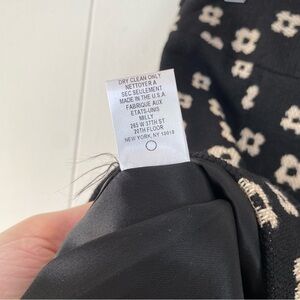 DRY CLEAN ONLY
NETTOYER A
SEC SEULEMENT
MADE IN THE U.S.A
FABRIQUE AUX
ETATS-UNIS
MILLY
265 W 37TH ST
20TH FLOOR
NEW YORK, NY 10018